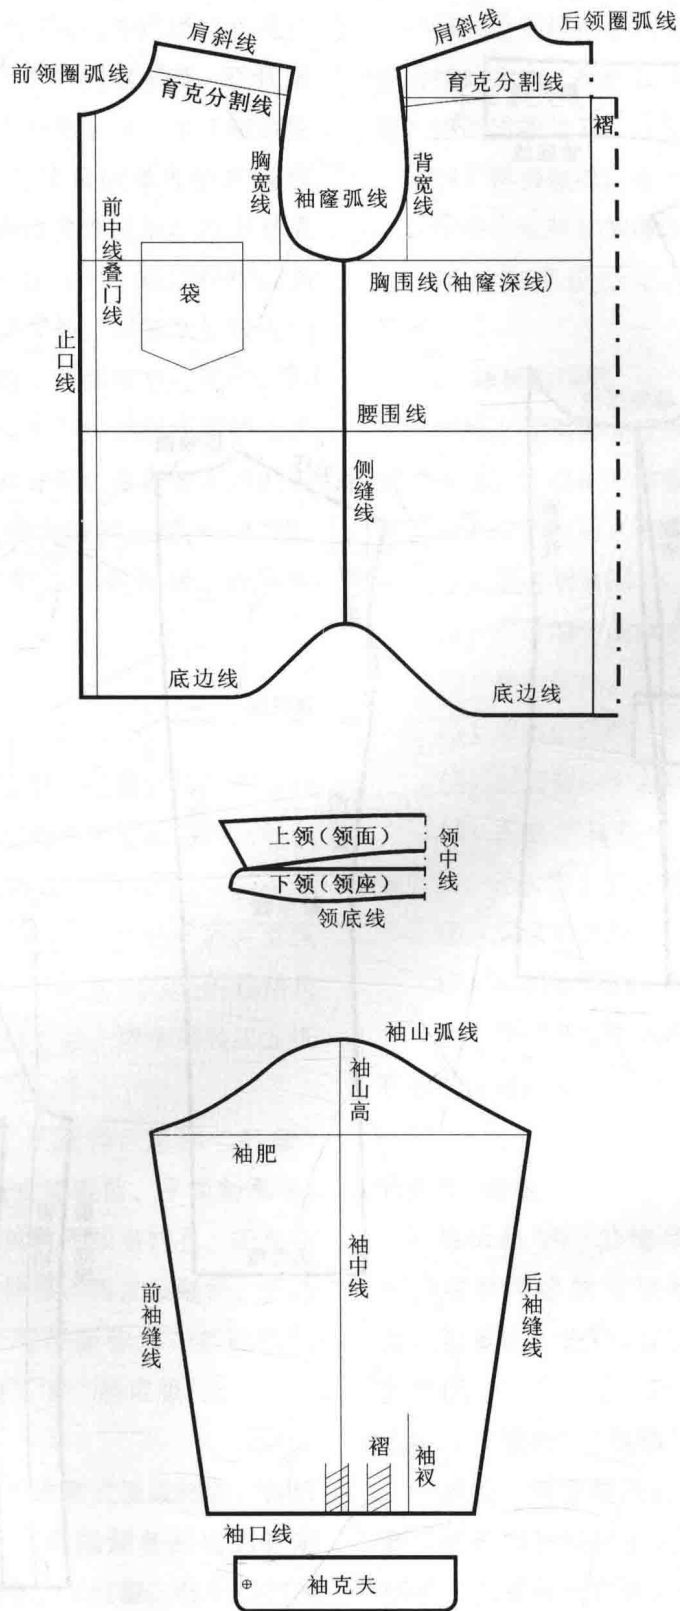 肩斜线
肩斜线
后领圈弧线
前领圈弧线
育克分割线
育克分割线
褶
胸宽线
背宽线
袖窿弧线
前中线
叠门线
袋
胸围线(袖窿深线)
止口线
腰围线
侧缝线
底边线
底边线
上领(领面)
下领(领座)
领中线
领底线
袖山弧线
袖山高
袖肥
袖中线
前袖缝线
后袖缝线
褶
袖衩
袖口线
袖克夫